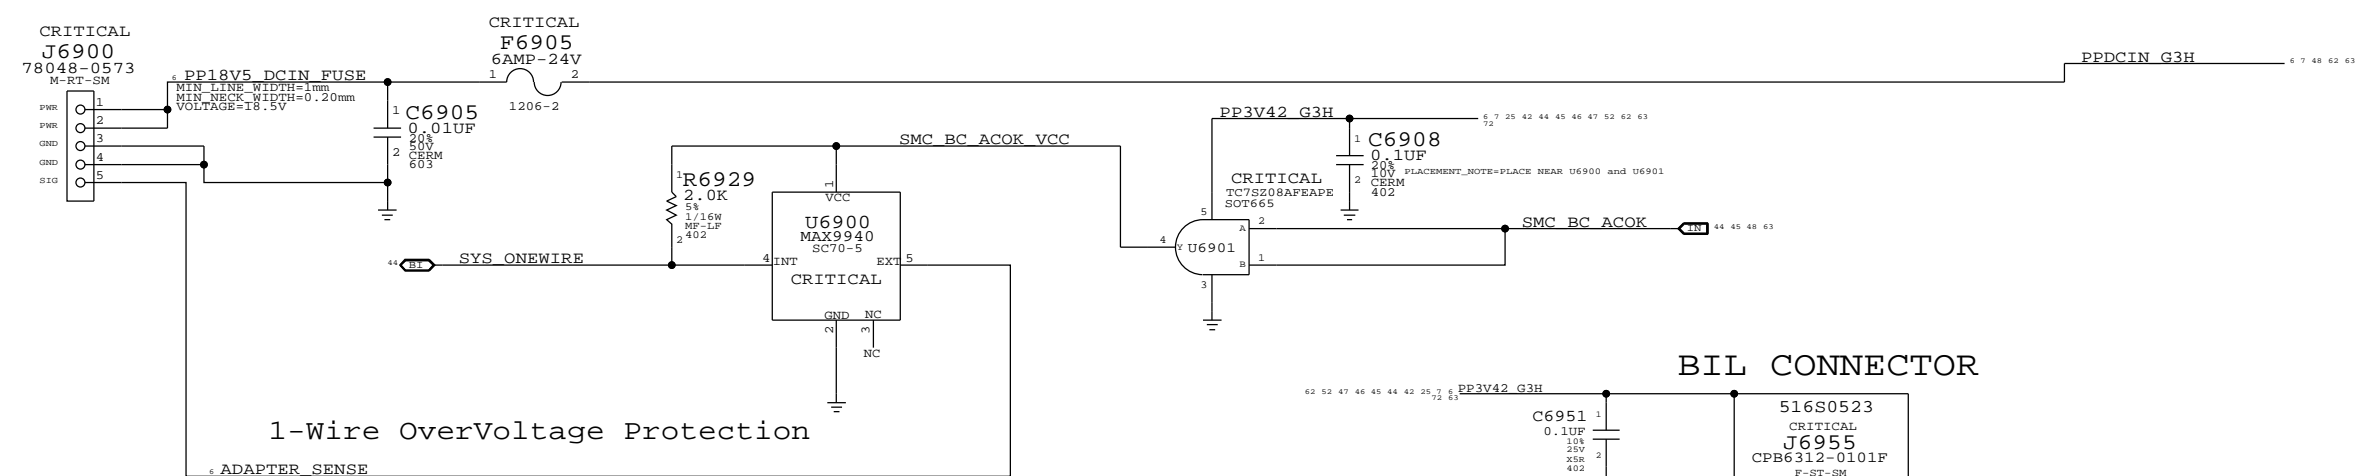 CRITICAL
J6900
78048-0573
M-RT-SM
PWR 1
PWR 2
GND 3
GND 4
SIG 5
6 PP18V5_DCIN_FUSE
MIN_LINE_WIDTH=1mm
MIN_NECK_WIDTH=0.20mm
VOLTAGE=18.5V
CRITICAL
F6905
6AMP-24V
1 2
1206-2
1 C6905
0.01UF
20%
50V
2 CERM
603
PPDCIN_G3H 6 7 48 62 63
PP3V42_G3H 6 7 25 42 44 45 46 47 52 62 63
72
1 C6908
0.1UF
20%
10V PLACEMENT_NOTE=PLACE NEAR U6900 and U6901
2 CERM
402
SMC_BC_ACOK_VCC
1 R6929
2.0K
5%
1/16W
MF-LF
2 402
1
VCC
U6900
MAX9940
SC70-5
4 INT EXT 5
CRITICAL
GND NC
2 3
NC
44 BI SYS_ONEWIRE
CRITICAL
TC7SZ08AFEAPE
SOT665
5
A 2
4 Y U6901
B 1
3
SMC_BC_ACOK IN 44 45 48 63
1-Wire OverVoltage Protection
6 ADAPTER_SENSE
BIL CONNECTOR
62 52 47 46 45 44 42 25 7 6 PP3V42_G3H
72 63
C6951 1
0.1UF
10%
25V
X5R 2
402
516S0523
CRITICAL
J6955
CPB6312-0101F
F-ST-SM